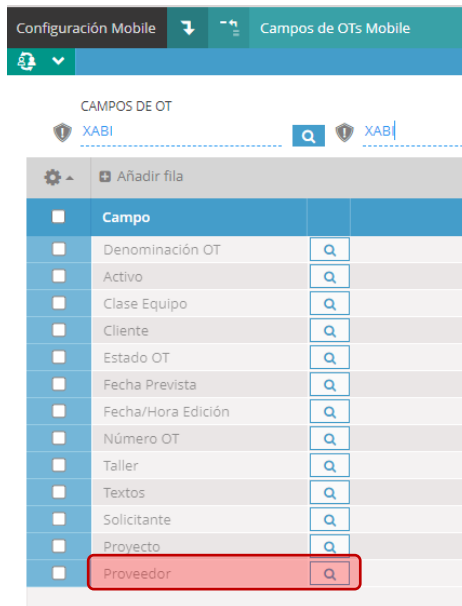 Configuración Mobile Campos de OTs Mobile
CAMPOS DE OT
XABI XABI
Añadir fila
Campo
Denominación OT
Activo
Clase Equipo
Cliente
Estado OT
Fecha Prevista
Fecha/Hora Edición
Número OT
Taller
Textos
Solicitante
Proyecto
Proveedor